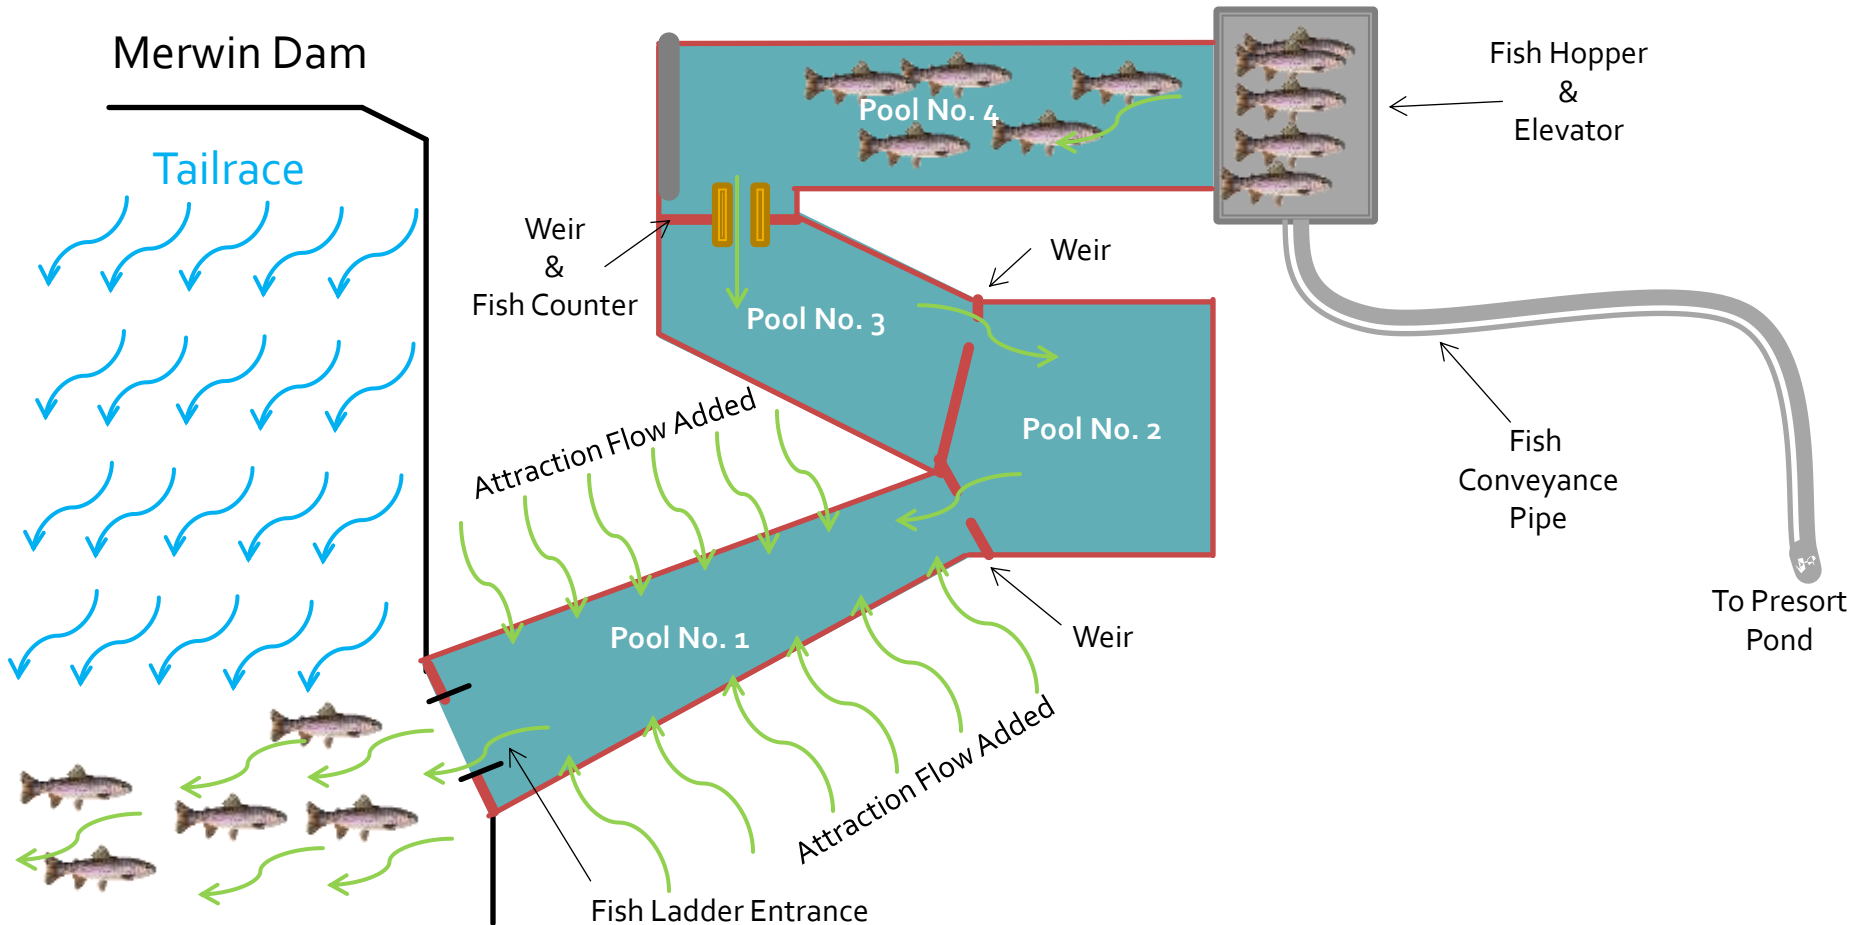 Merwin Dam
Tailrace
Pool No. 4
Fish Hopper
&
Elevator
Weir
&
Fish Counter
Weir
Pool No. 3
Attraction Flow Added
Pool No. 2
Fish
Conveyance
Pipe
To Presort
Pond
Pool No. 1
Weir
Attraction Flow Added
Fish Ladder Entrance